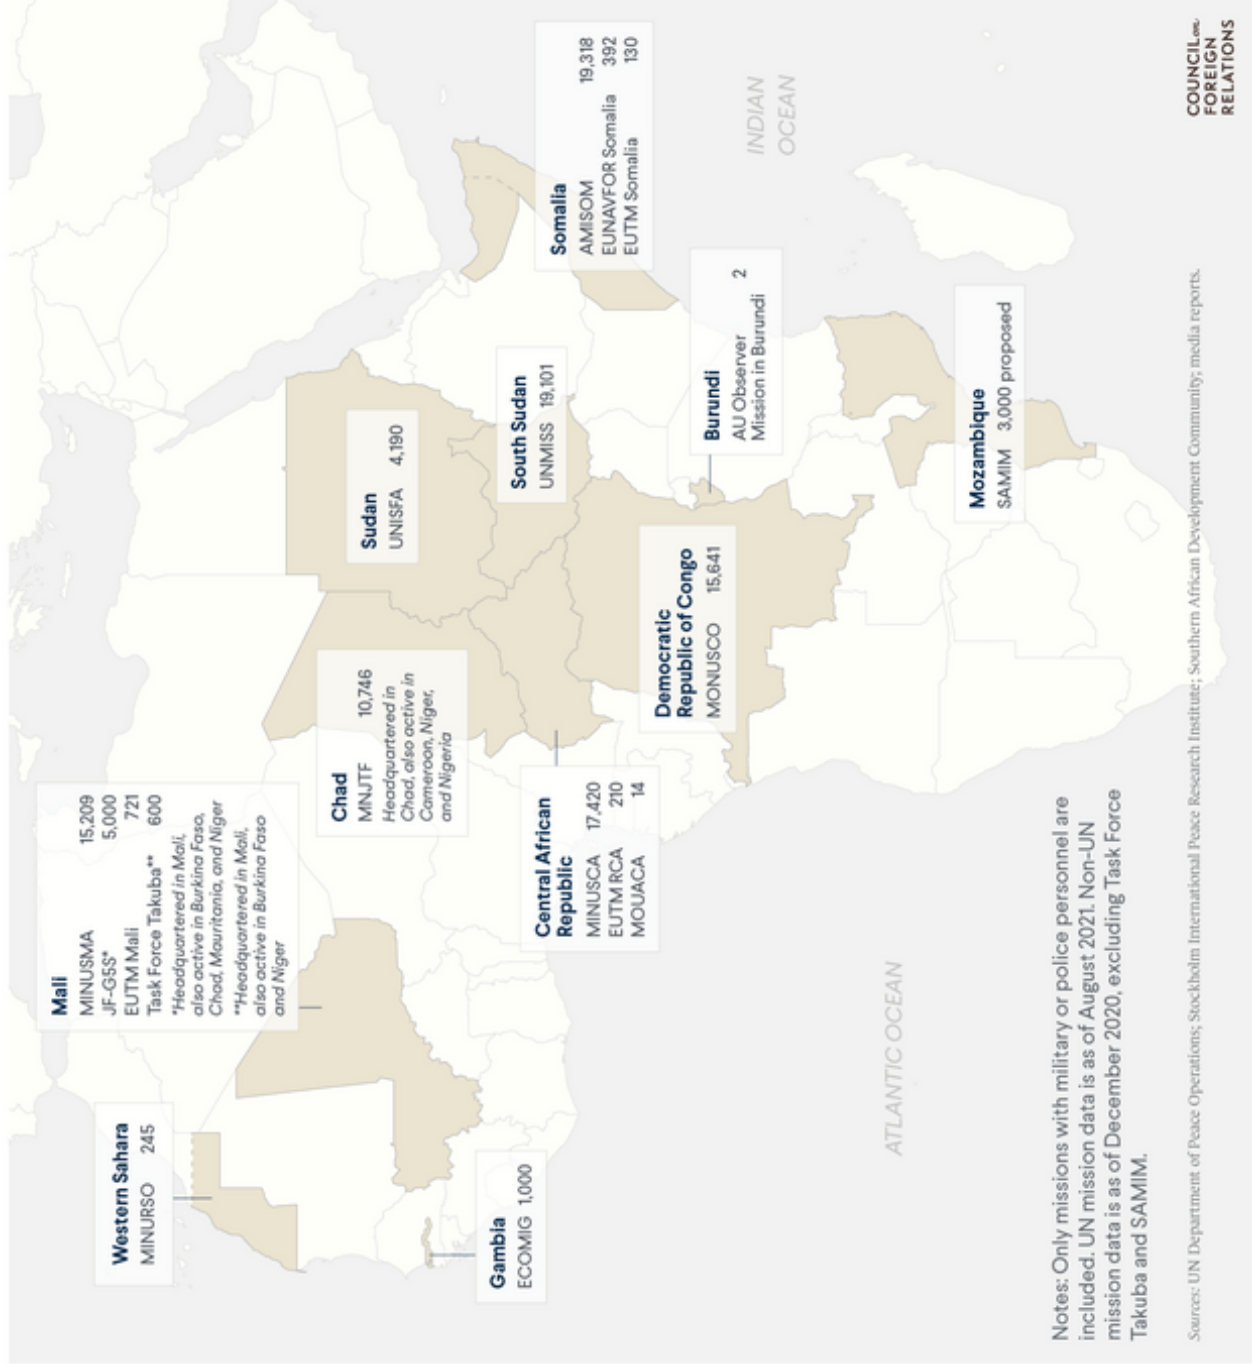 Western Sahara
MINURSO 245
Mali
MINUSMA 15,209
JF-G5S* 5,000
EUTM Mali 721
Task Force Takuba** 600
*Headquartered in Mali,
also active in Burkina Faso,
Chad, Mauritania, and Niger
**Headquartered in Mali,
also active in Burkina Faso
and Niger
Gambia
ECOMIG 1,000
Chad
MNJTF 10,746
Headquartered in
Chad, also active in
Cameroon, Niger,
and Nigeria
Sudan
UNISFA 4,190
South Sudan
UNMISS 19,101
Central African
Republic
MINUSCA 17,420
EUTM RCA 210
MOUACA 14
Somalia
AMISOM 19,318
EUNAVFOR Somalia 392
EUTM Somalia 130
Democratic
Republic of Congo
MONUSCO 15,641
Burundi
AU Observer
Mission in Burundi 2
INDIAN
OCEAN
ATLANTIC OCEAN
Mozambique
SAMIM 3,000 proposed
Notes: Only missions with military or police personnel are
included. UN mission data is as of August 2021. Non-UN
mission data is as of December 2020, excluding Task Force
Takuba and SAMIM.
Sources: UN Department of Peace Operations; Stockholm International Peace Research Institute; Southern African Development Community; media reports.
COUNCIL on
FOREIGN
RELATIONS